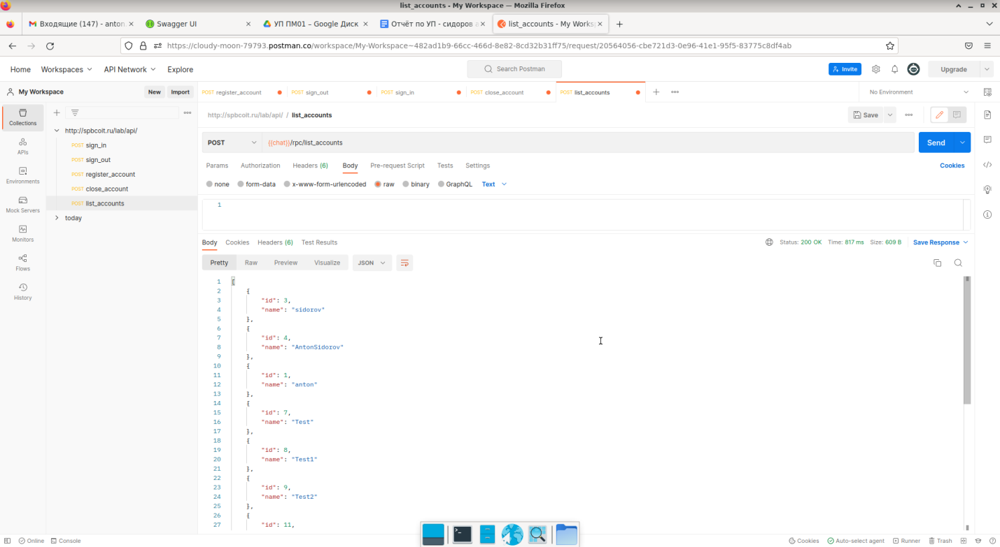 list_accounts - My Workspace — Mozilla Firefox
Входящие (147) - anton.
Swagger UI
УП ПМ01 – Google Диск
Отчёт по УП - сидоров а
list_accounts - My Works
https://cloudy-moon-79793.postman.co/workspace/My-Workspace~482ad1b9-66cc-466d-8e82-8cd32b31ff75/request/20564056-cbe721d3-0e96-41e1-95f5-83775c8df4ab
Home Workspaces API Network Explore Search Postman Invite Upgrade
My Workspace New Import
POST register_account POST sign_out POST sign_in POST close_account POST list_accounts No Environment
Collections
APIs
Environments
Mock Servers
Monitors
Flows
History
http://spbcoit.ru/lab/api/
POST sign_in
POST sign_out
POST register_account
POST close_account
POST list_accounts
today
http://spbcoit.ru/lab/api/ / list_accounts Save
POST {{chat}}/rpc/list_accounts Send
Params Authorization Headers (6) Body Pre-request Script Tests Settings Cookies
none form-data x-www-form-urlencoded raw binary GraphQL Text
1
Body Cookies Headers (6) Test Results Status: 200 OK Time: 817 ms Size: 609 B Save Response
Pretty Raw Preview Visualize JSON
1 [
2 {
3 "id": 3,
4 "name": "sidorov"
5 },
6 {
7 "id": 4,
8 "name": "AntonSidorov"
9 },
10 {
11 "id": 1,
12 "name": "anton"
13 },
14 {
15 "id": 7,
16 "name": "Test"
17 },
18 {
19 "id": 8,
20 "name": "Test1"
21 },
22 {
23 "id": 9,
24 "name": "Test2"
25 },
26 {
27 "id": 11,
Online Console Cookies Auto-select agent Runner Trash